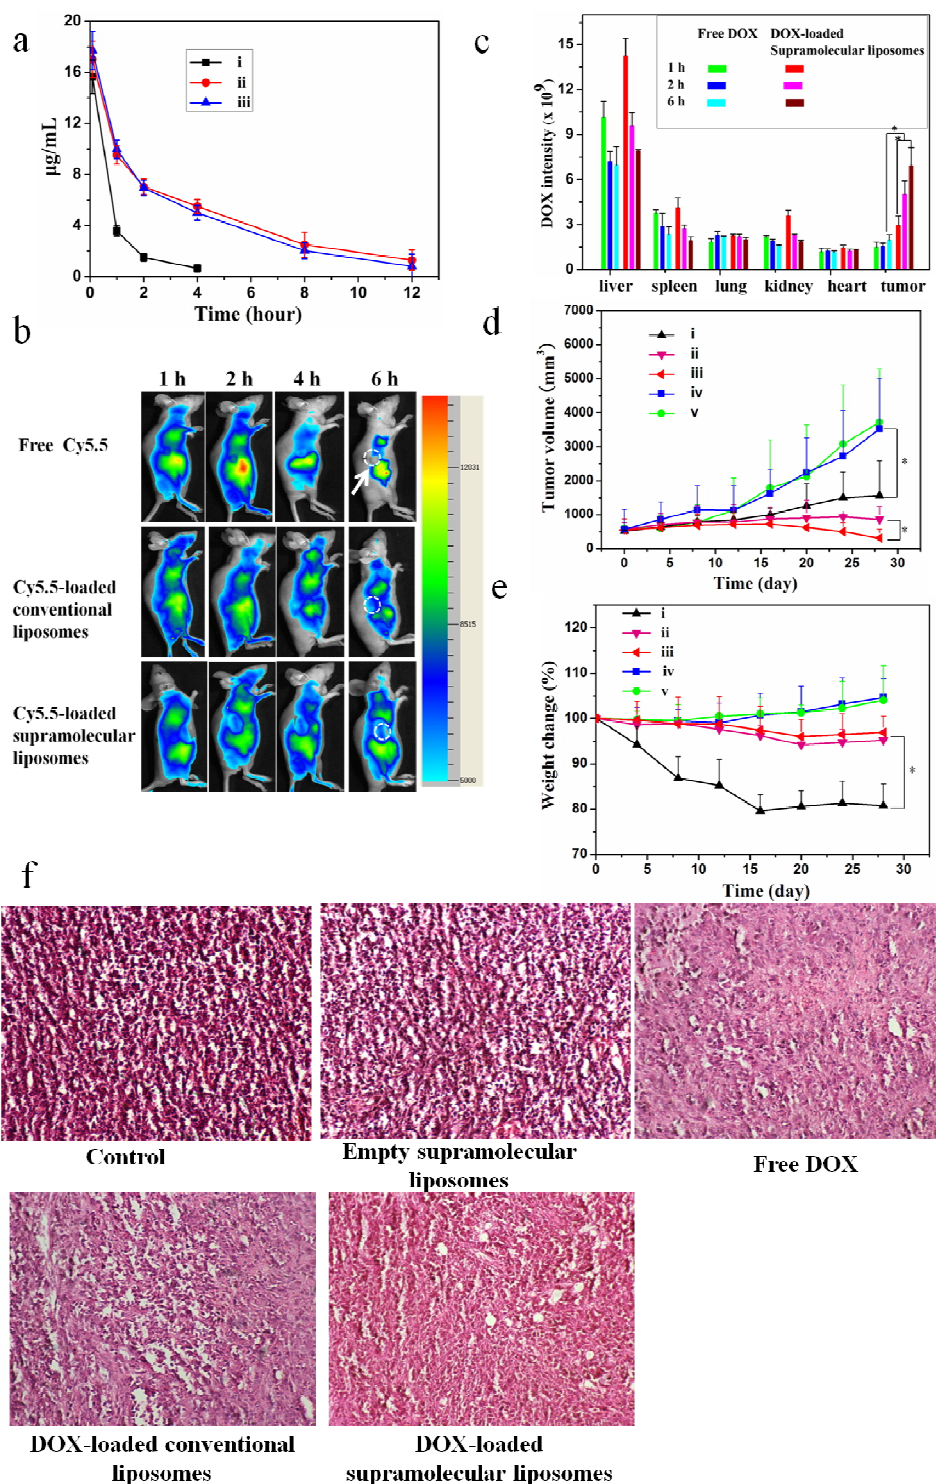 a
µg/mL
20
16
12
8
4
0
0
2
4
6
8
10
12
Time (hour)
i
ii
iii
c
DOX intensity (x 10⁹)
15
12
9
6
3
0
Free DOX
DOX-loaded
Supramolecular liposomes
1 h
2 h
6 h
*
*
liver
spleen
lung
kidney
heart
tumor
b
1 h
2 h
4 h
6 h
Free Cy5.5
Cy5.5-loaded
conventional
liposomes
Cy5.5-loaded
supramolecular
liposomes
12031
8515
5000
d
Tumor volume (mm³)
7000
6000
5000
4000
3000
2000
1000
0
i
ii
iii
iv
v
*
*
0
5
10
15
20
25
30
Time (day)
e
Weight change (%)
120
110
100
90
80
70
i
ii
iii
iv
v
*
0
5
10
15
20
25
30
Time (day)
f
Control
Empty supramolecular
liposomes
Free DOX
DOX-loaded conventional
liposomes
DOX-loaded
supramolecular liposomes